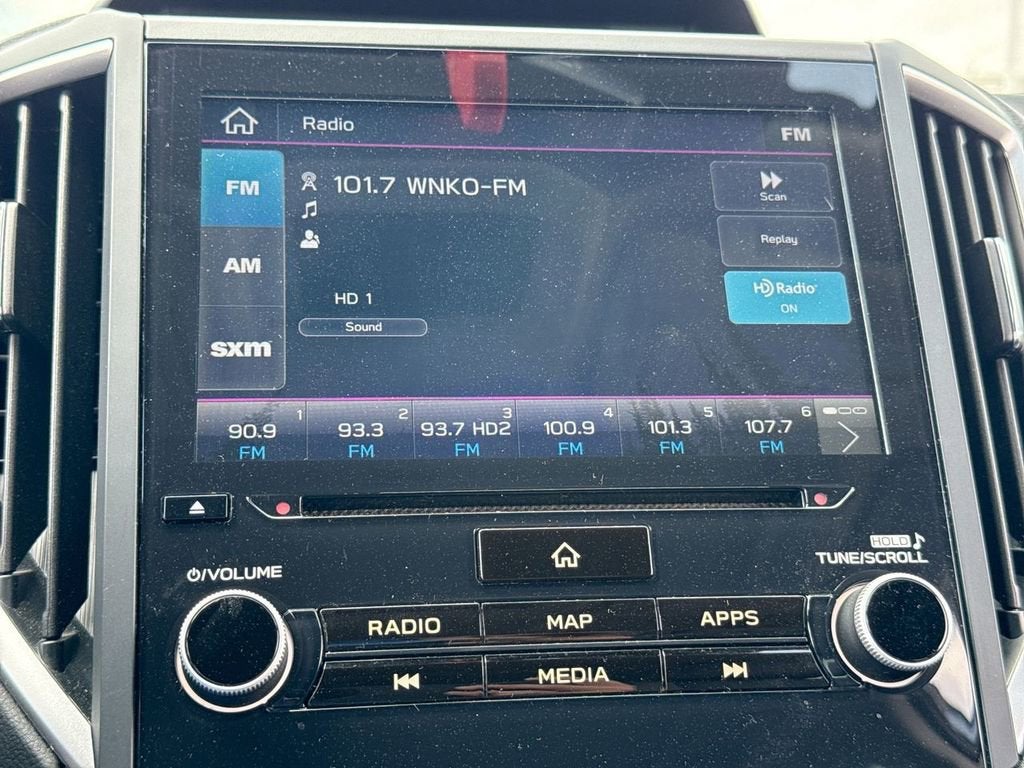 Radio
FM
FM
101.7 WNKO-FM
Scan
Replay
AM
HD Radio
ON
HD 1
Sound
sxm
1 2 3 4 5 6
90.9 93.3 93.7 HD2 100.9 101.3 107.7
FM FM FM FM FM FM
HOLD
TUNE/SCROLL
/VOLUME
RADIO MAP APPS
MEDIA